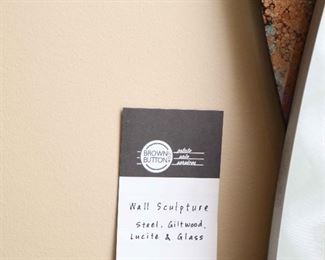 BROWN
BUTTON
estate
sale
services
Wall Sculpture
Steel, Giltwood,
Lucite & Glass